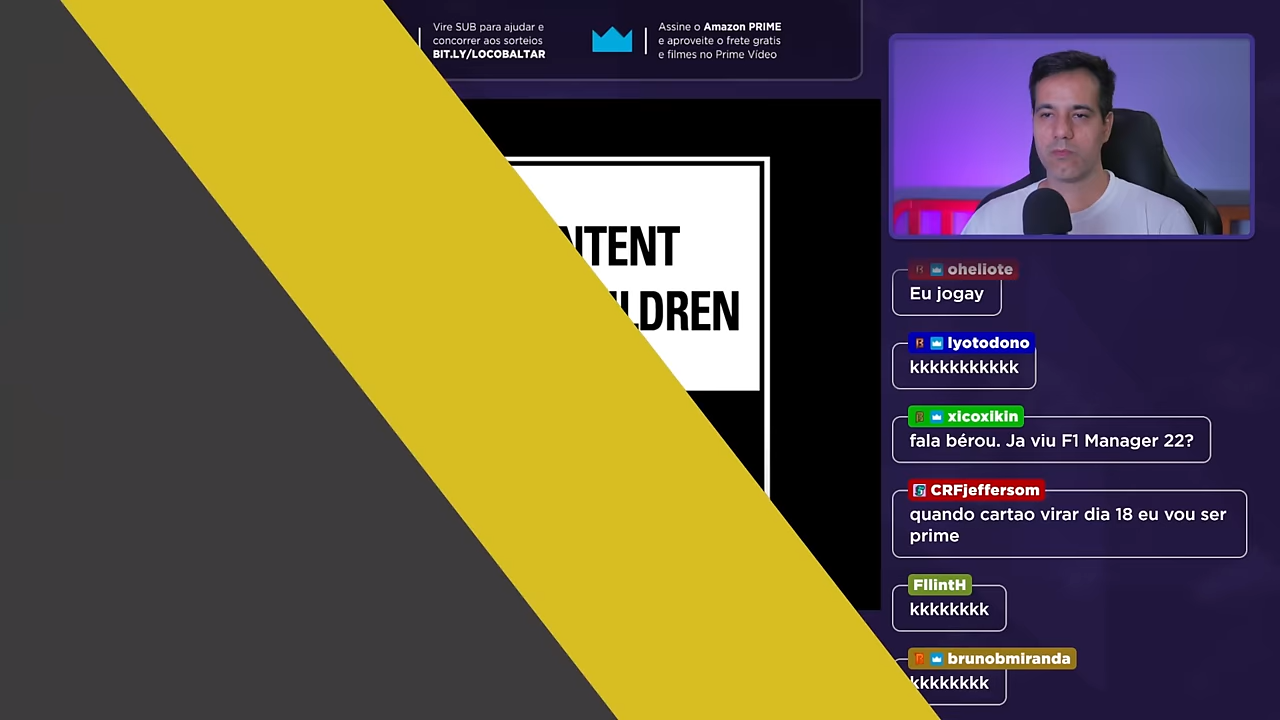 Vire SUB para ajudar e
concorrer aos sorteios
BIT.LY/LOCOBALTAR
Assine o Amazon PRIME
e aproveite o frete gratis
e filmes no Prime Vídeo
NTENT
ILDREN
oheliote
Eu jogay
lyotodono
kkkkkkkkkkk
xicoxikin
fala bérou. Ja viu F1 Manager 22?
CRFjeffersom
quando cartao virar dia 18 eu vou ser
prime
FllintH
kkkkkkkk
brunobmiranda
kkkkkkkk